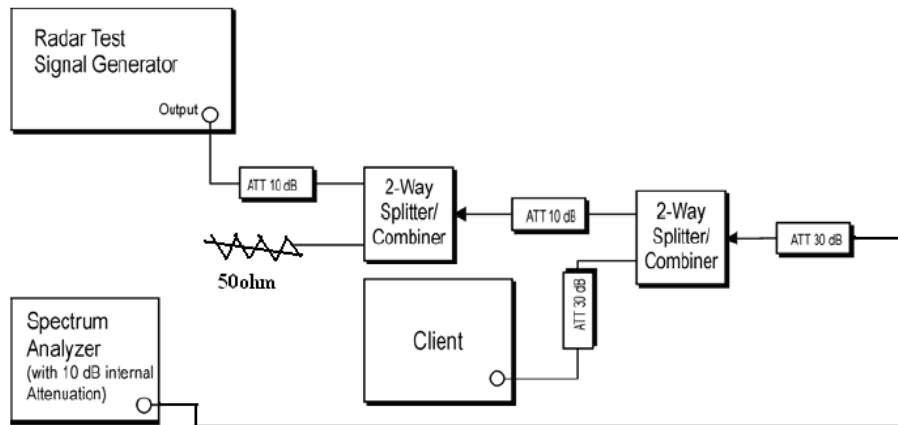 Radar Test
Signal Generator
Output
ATT 10 dB
2-Way
Splitter/
Combiner
ATT 10 dB
2-Way
Splitter/
Combiner
ATT 30 dB
50ohm
ATT 30 dB
Client
Spectrum
Analyzer
(with 10 dB internal
Attenuation)